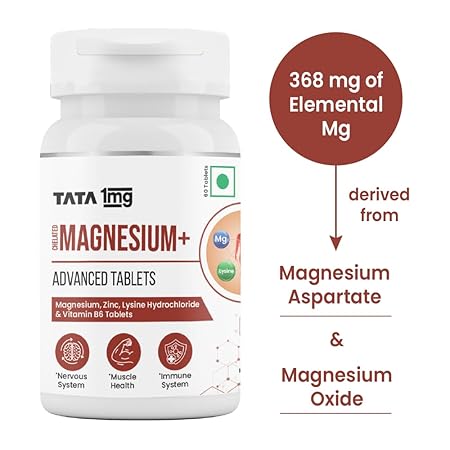 60 Tablets
TATA 1mg
CHELATED
MAGNESIUM+
ADVANCED TABLETS
Magnesium, Zinc, Lysine Hydrochloride
& Vitamin B6 Tablets
*Nervous
System
*Muscle
Health
*Immune
System
Mg
Lysine
368 mg of
Elemental
Mg
derived
from
Magnesium
Aspartate
&
Magnesium
Oxide